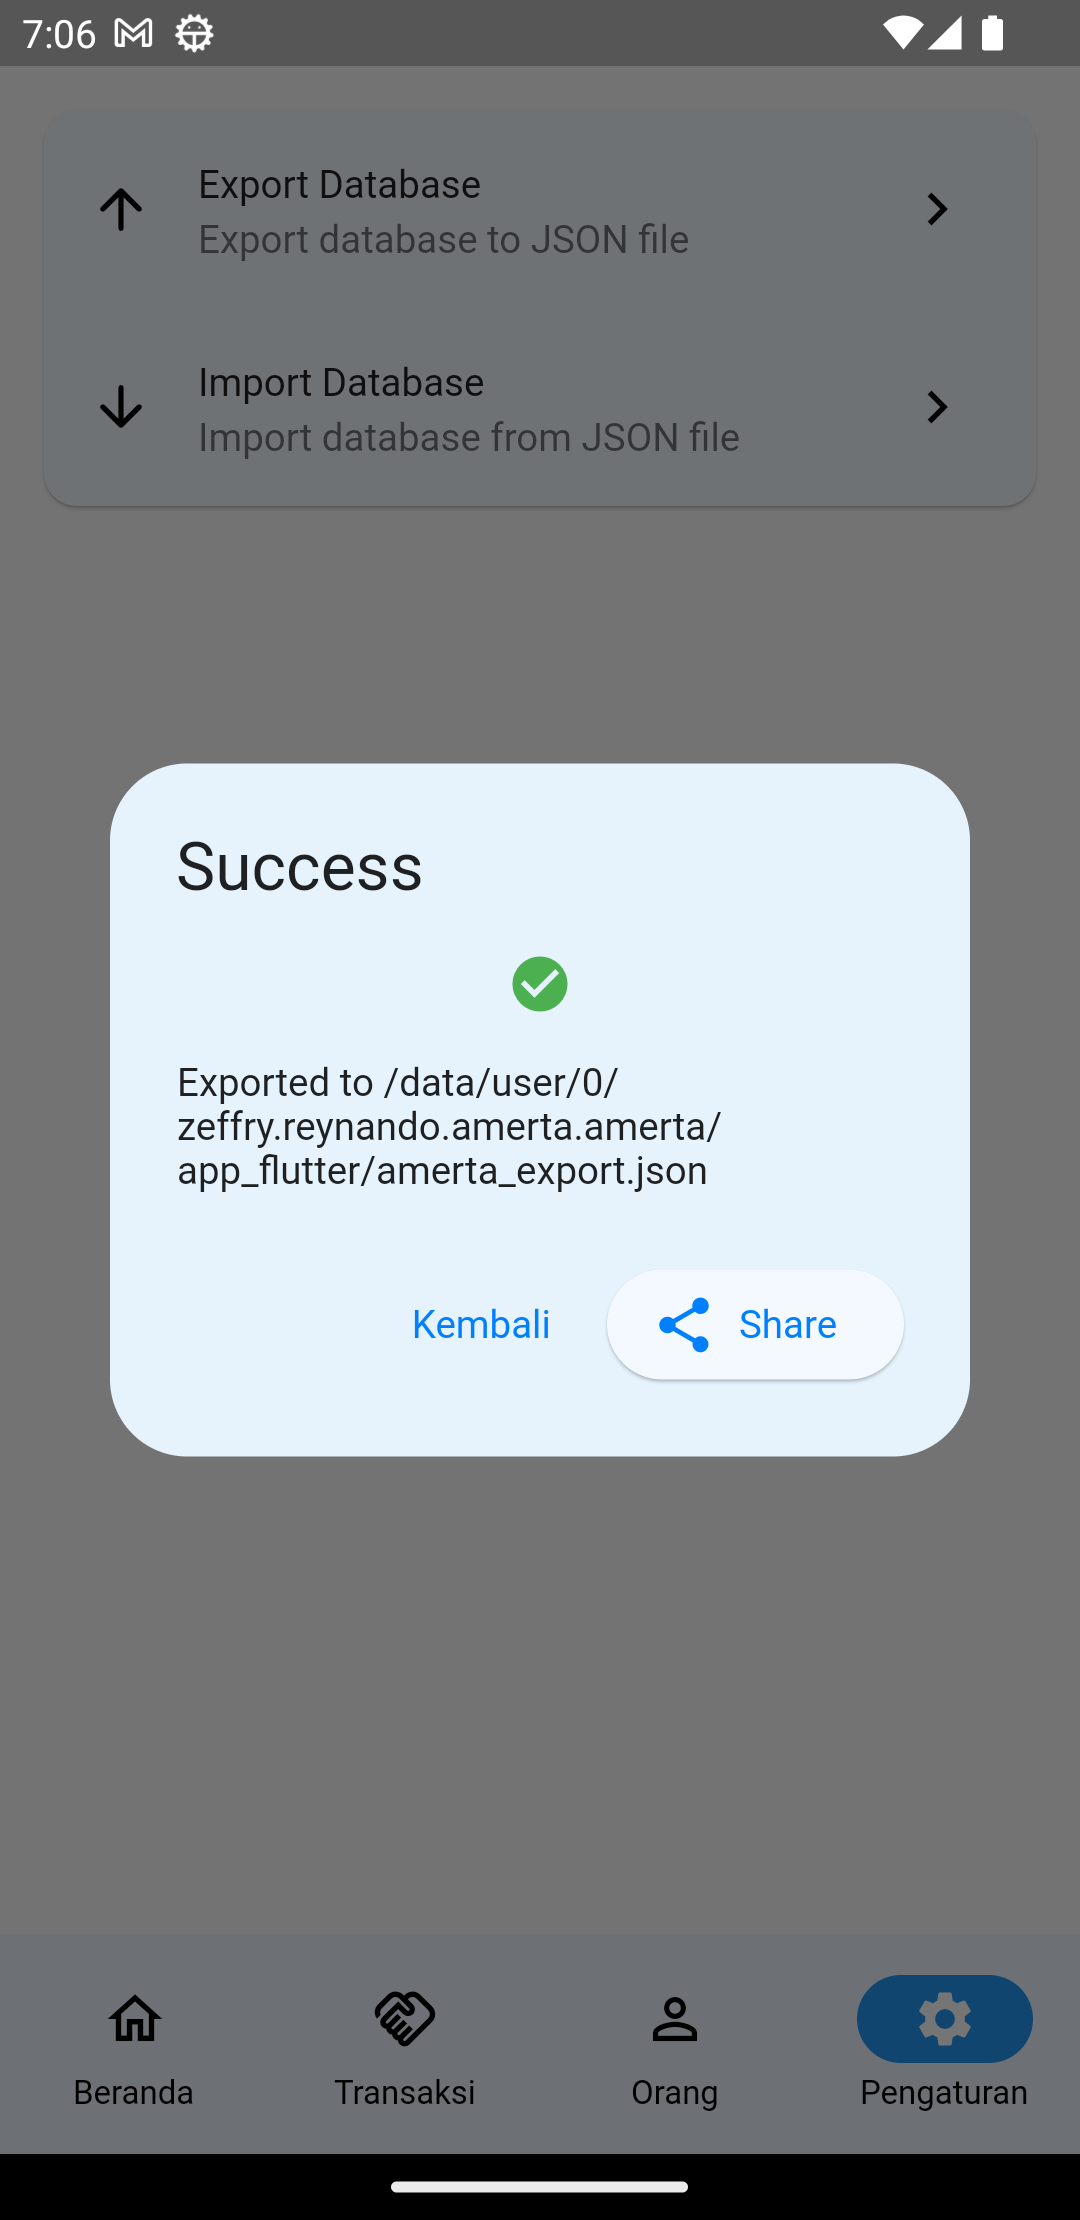 7:06
Export Database
Export database to JSON file
Import Database
Import database from JSON file
Success
Exported to /data/user/0/
zeffry.reynando.amerta.amerta/
app_flutter/amerta_export.json
Kembali
Share
Beranda
Transaksi
Orang
Pengaturan